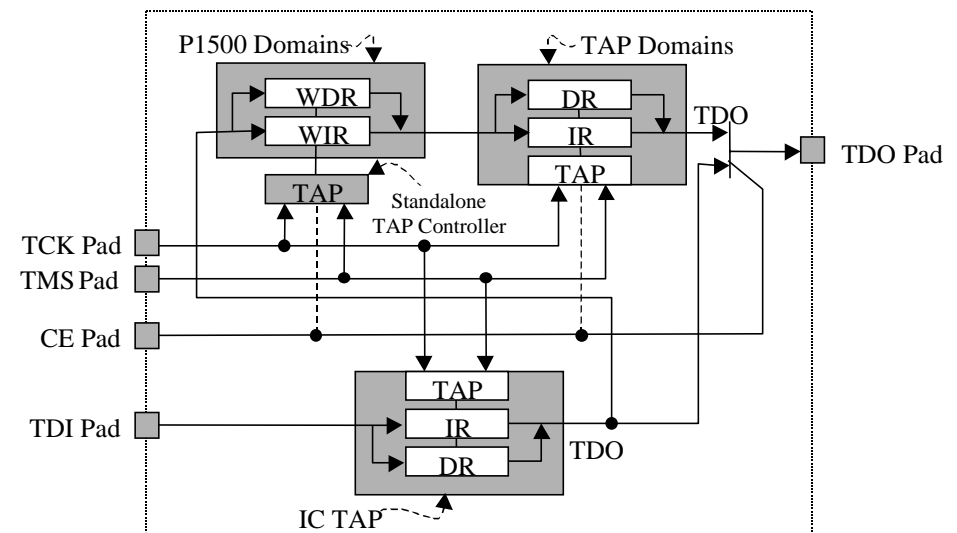 P1500 Domains
TAP Domains
WDR
WIR
TAP
DR
IR
TAP
TDO
TDO Pad
Standalone
TAP Controller
TCK Pad
TMS Pad
CE Pad
TDI Pad
TAP
IR
DR
TDO
IC TAP